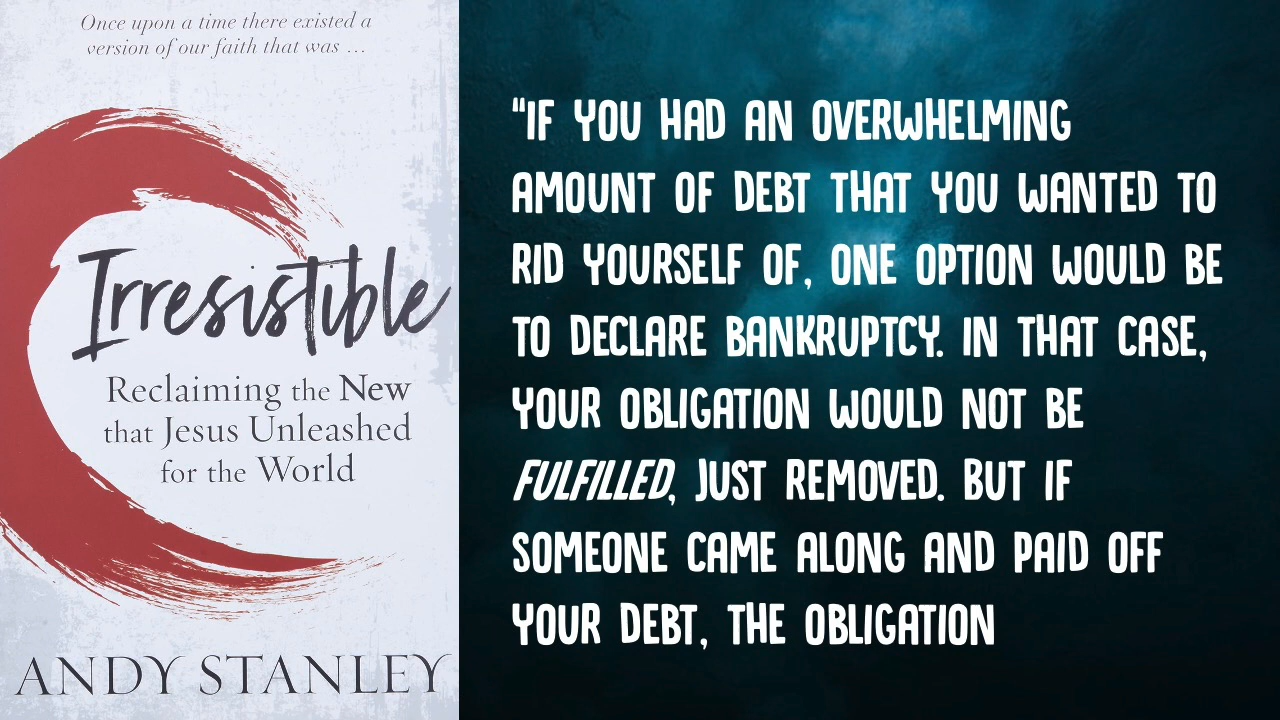 Once upon a time there existed a
version of our faith that was ...
Irresistible
Reclaiming the New
that Jesus Unleashed
for the World
ANDY STANLEY
“IF YOU HAD AN OVERWHELMING
AMOUNT OF DEBT THAT YOU WANTED TO
RID YOURSELF OF, ONE OPTION WOULD BE
TO DECLARE BANKRUPTCY. IN THAT CASE,
YOUR OBLIGATION WOULD NOT BE
FULFILLED, JUST REMOVED. BUT IF
SOMEONE CAME ALONG AND PAID OFF
YOUR DEBT, THE OBLIGATION